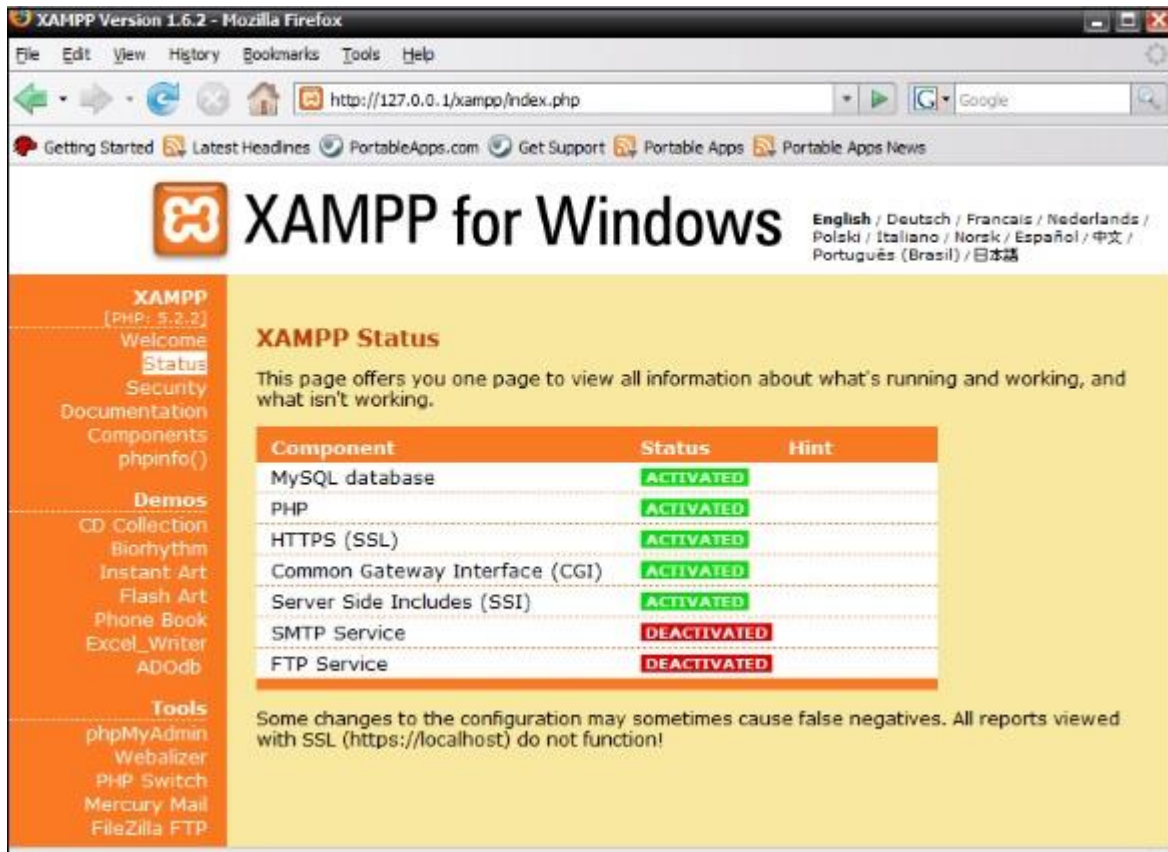 XAMPP Version 1.6.2 - Mozilla Firefox
File Edit View History Bookmarks Tools Help
http://127.0.0.1/xampp/index.php
Google
Getting Started Latest Headlines PortableApps.com Get Support Portable Apps Portable Apps News
XAMPP for Windows
English / Deutsch / Francais / Nederlands /
Polski / Italiano / Norsk / Español / 中文 /
Português (Brasil) / 日本語
XAMPP
[PHP: 5.2.2]
Welcome
Status
Security
Documentation
Components
phpinfo()
Demos
CD Collection
Biorhythm
Instant Art
Flash Art
Phone Book
Excel_Writer
ADOdb
Tools
phpMyAdmin
Webalizer
PHP Switch
Mercury Mail
FileZilla FTP
XAMPP Status
This page offers you one page to view all information about what's running and working, and
what isn't working.
Component Status Hint
MySQL database ACTIVATED
PHP ACTIVATED
HTTPS (SSL) ACTIVATED
Common Gateway Interface (CGI) ACTIVATED
Server Side Includes (SSI) ACTIVATED
SMTP Service DEACTIVATED
FTP Service DEACTIVATED
Some changes to the configuration may sometimes cause false negatives. All reports viewed
with SSL (https://localhost) do not function!